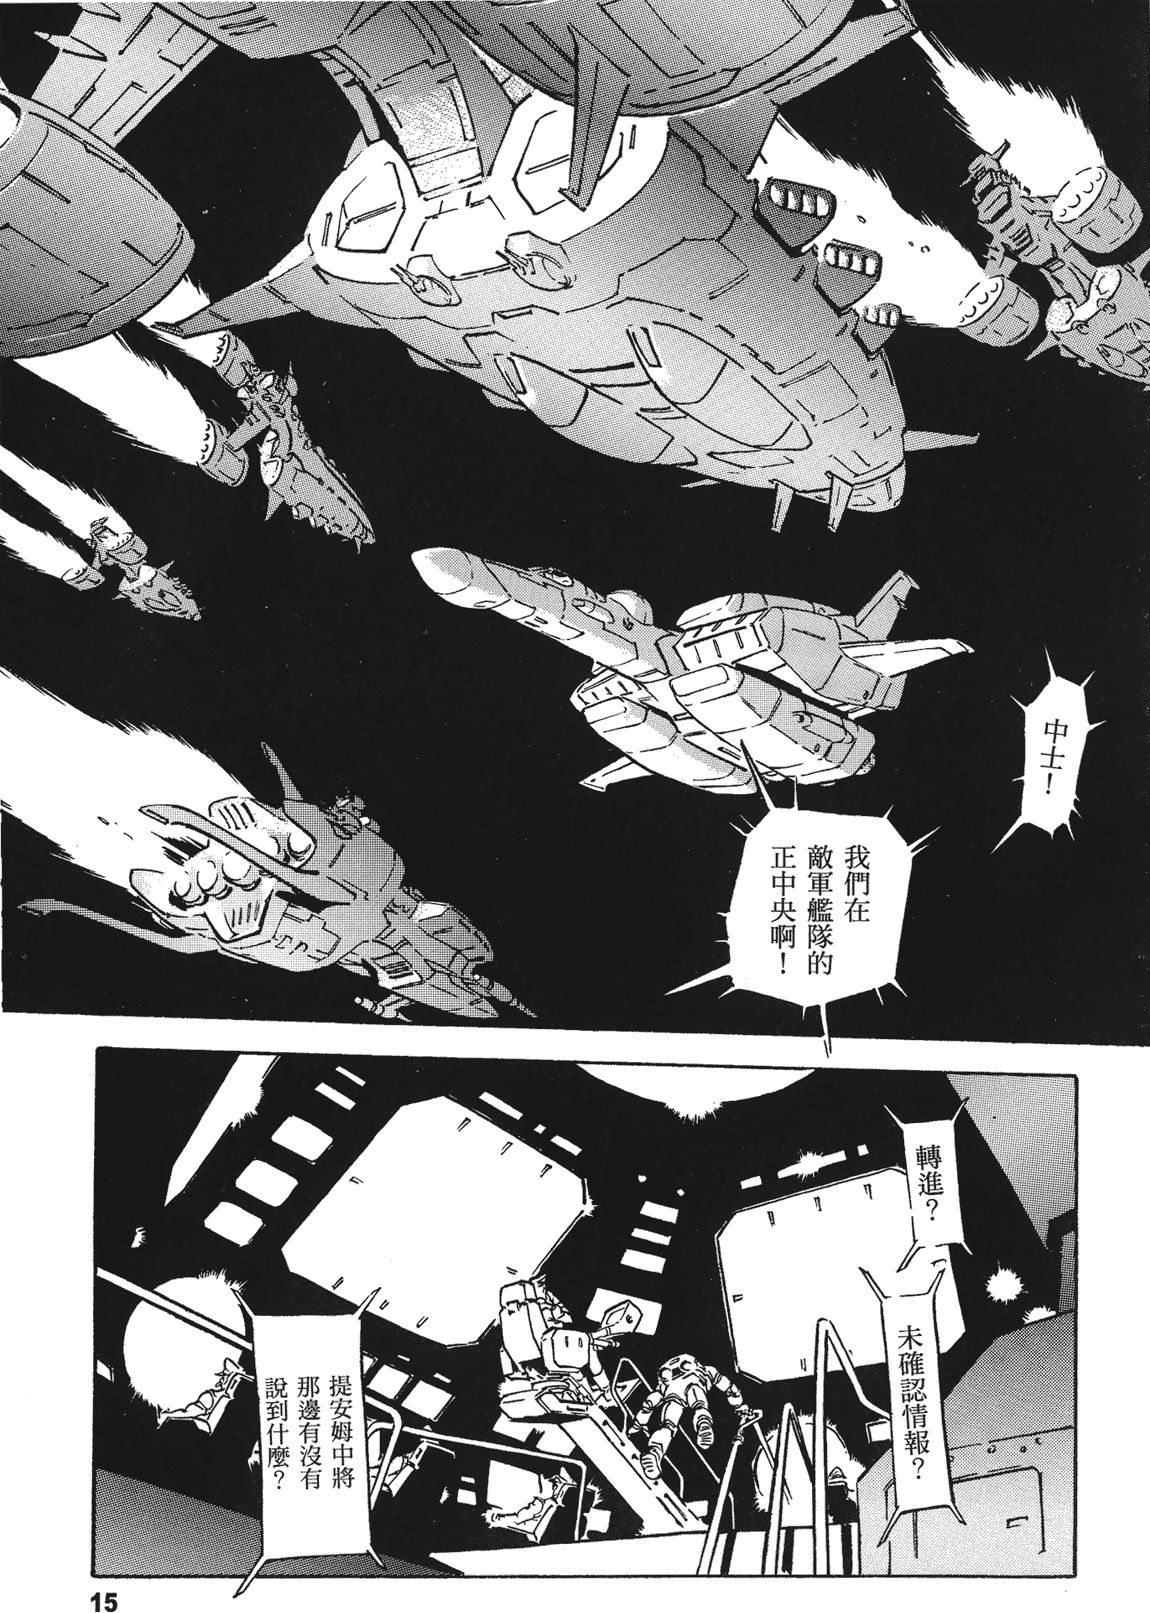 中士！
我們在
敵軍艦隊的
正中央啊！
轉進？
未確認情報？
提安姆中將
那邊有沒有
說到什麼？
15